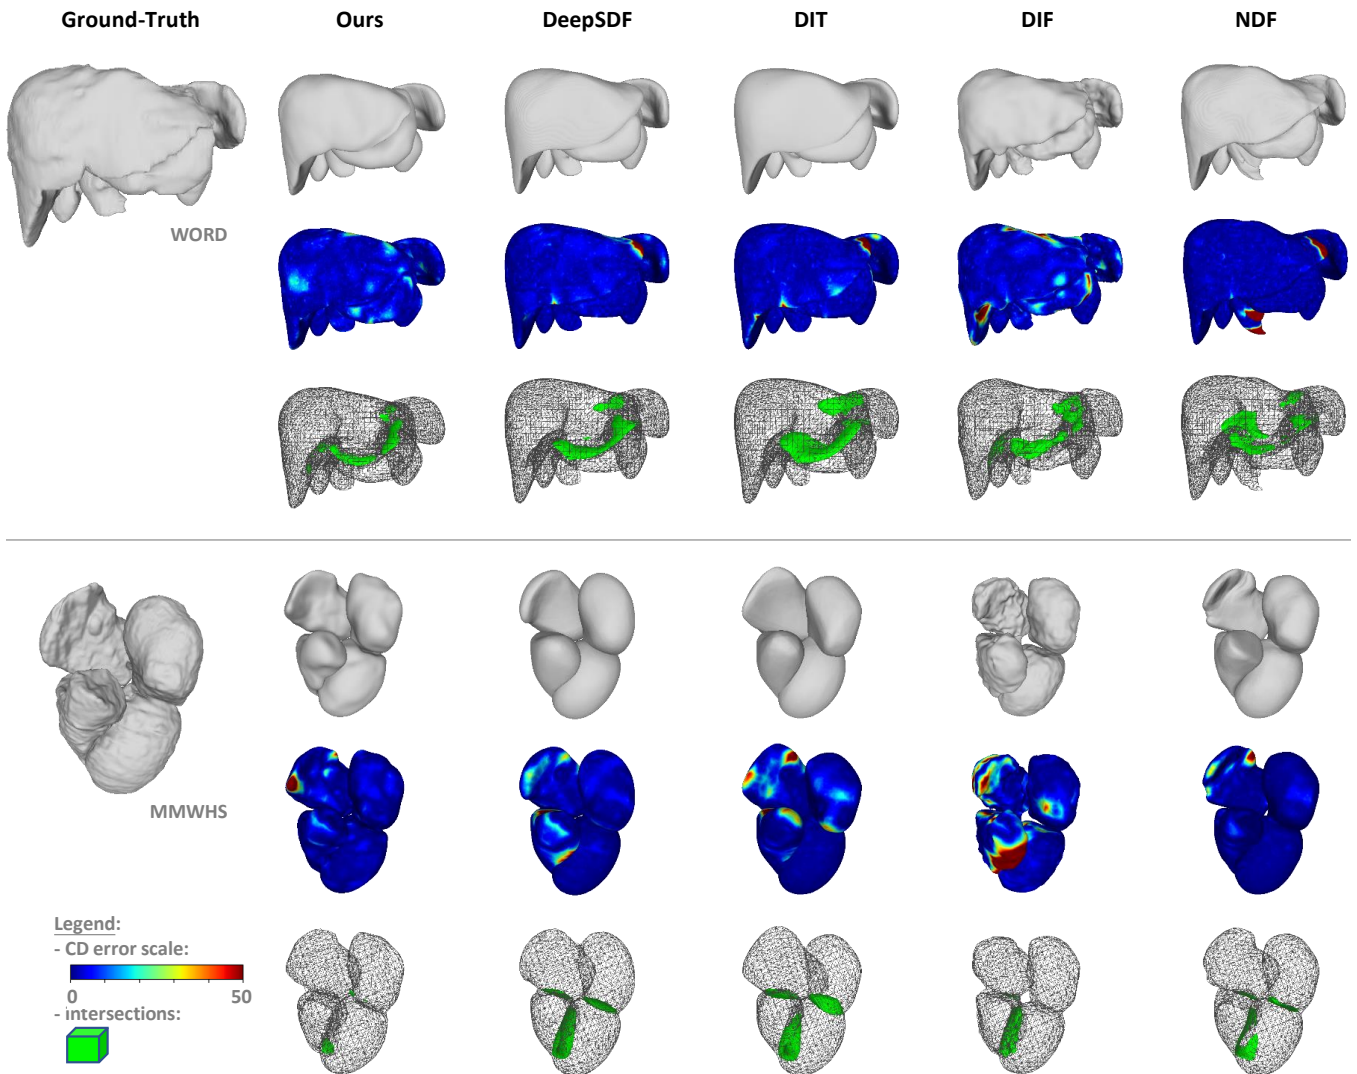 Ground-Truth Ours DeepSDF DIT DIF NDF
WORD
MMWHS
Legend:
- CD error scale:
0 50
- intersections: